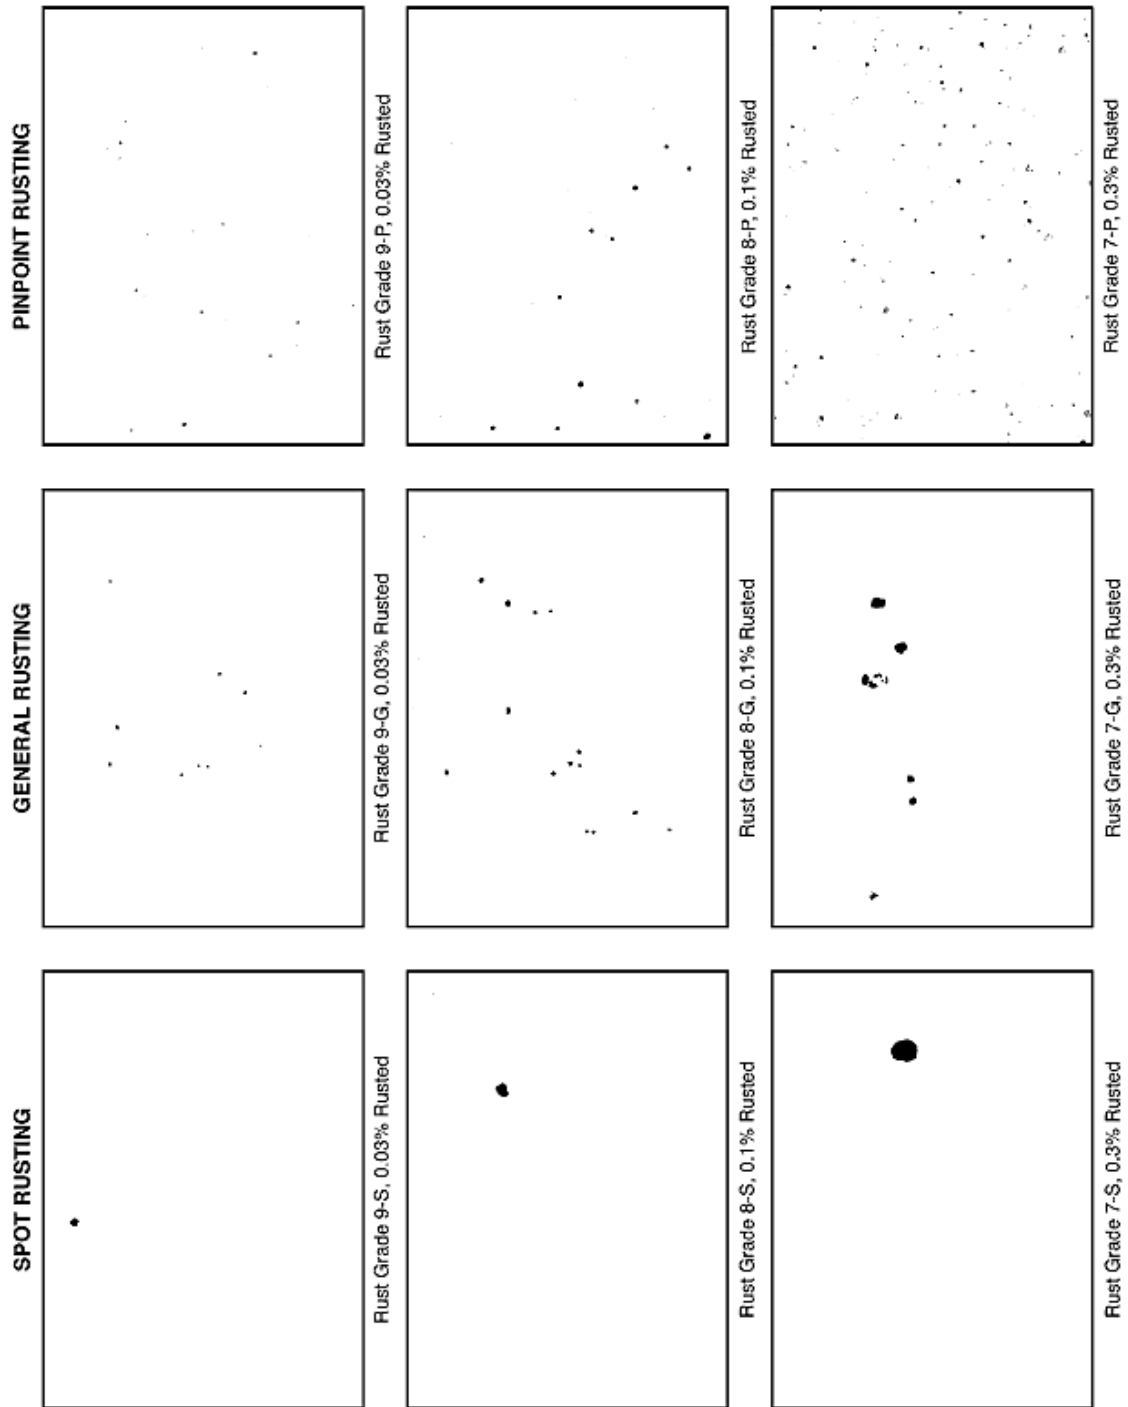 SPOT RUSTING
GENERAL RUSTING
PINPOINT RUSTING
Rust Grade 9-S, 0.03% Rusted
Rust Grade 9-G, 0.03% Rusted
Rust Grade 9-P, 0.03% Rusted
Rust Grade 8-S, 0.1% Rusted
Rust Grade 8-G, 0.1% Rusted
Rust Grade 8-P, 0.1% Rusted
Rust Grade 7-S, 0.3% Rusted
Rust Grade 7-G, 0.3% Rusted
Rust Grade 7-P, 0.3% Rusted